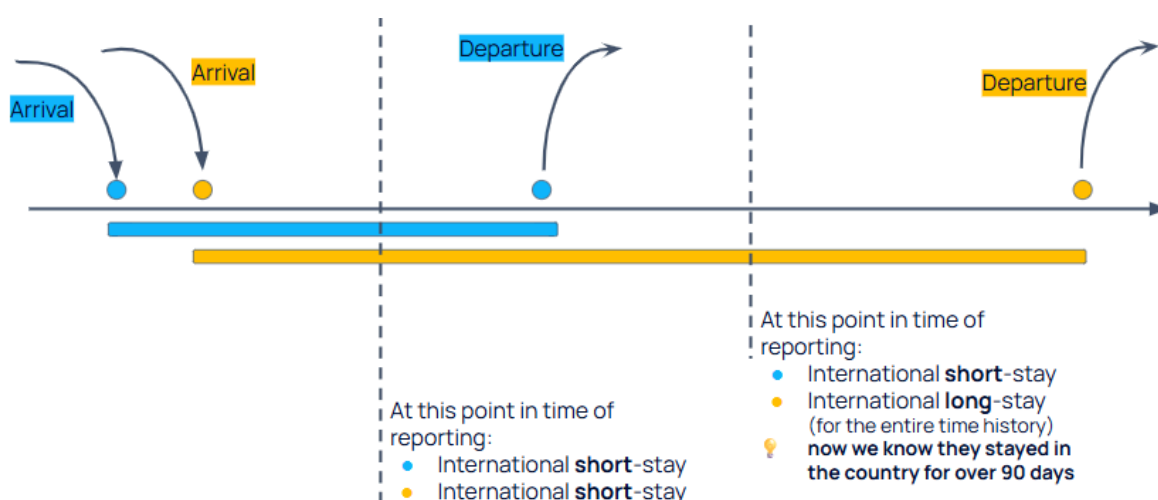 Arrival
Arrival
Departure
Departure
At this point in time of
reporting:
International short-stay
International long-stay
(for the entire time history)
now we know they stayed in
the country for over 90 days
At this point in time of
reporting:
International short-stay
International short-stay